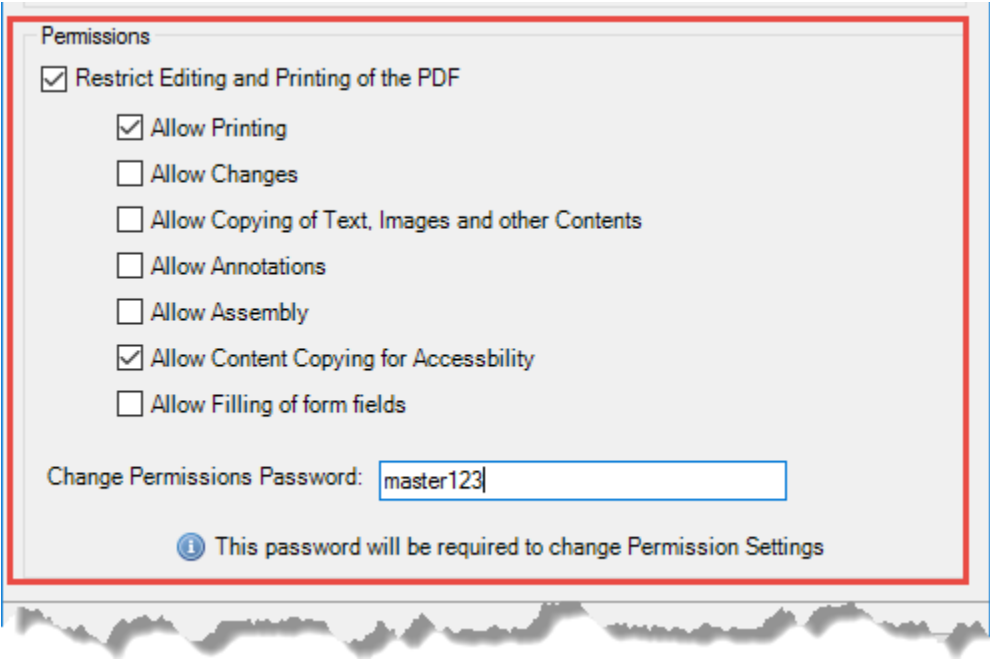 Permissions
Restrict Editing and Printing of the PDF
Allow Printing
Allow Changes
Allow Copying of Text, Images and other Contents
Allow Annotations
Allow Assembly
Allow Content Copying for Accessbility
Allow Filling of form fields
Change Permissions Password: master123
This password will be required to change Permission Settings